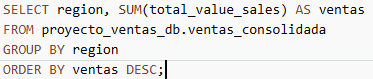 SELECT region, SUM(total_value_sales) AS ventas
FROM proyecto_ventas_db.ventas_consolidada
GROUP BY region
ORDER BY ventas DESC;